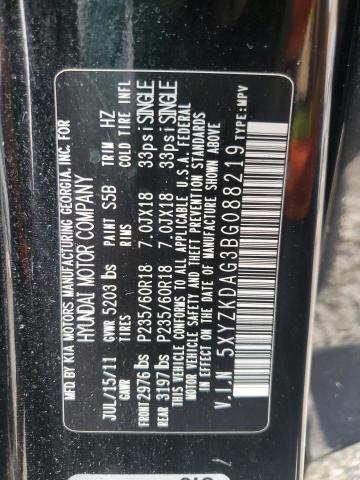 MFD. BY KIA MOTORS MANUFACTURING GEORGIA, INC. FOR
HYUNDAI MOTOR COMPANY
JUL/15/11 GVWR 5203 lbs PAINT S5B TRIM HZ
GAWR TIRES RIMS COLD TIRE INFL
FRONT 2976 lbs P235/60R18 7.0JX18 33psi SINGLE
REAR 3197 lbs P235/60R18 7.0JX18 33psi SINGLE
THIS VEHICLE CONFORMS TO ALL APPLICABLE U.S.A. FEDERAL
MOTOR VEHICLE SAFETY AND BUMPER STANDARDS
IN EFFECT ON THE DATE OF MANUFACTURE SHOWN ABOVE
V.I.N 5XYZKDAG3BG088219 TYPE:MPV